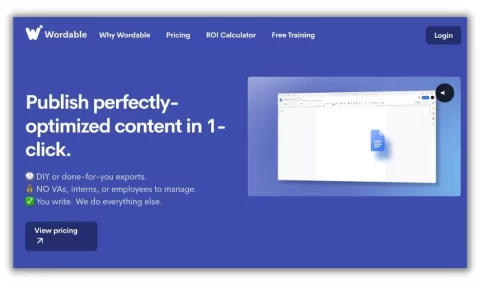 Wordable
Why Wordable
Pricing
ROI Calculator
Free Training
Login
Publish perfectly-
optimized content in 1-
click.
DIY or done-for-you exports.
NO VAs, interns, or employees to manage.
You write. We do everything else.
View pricing